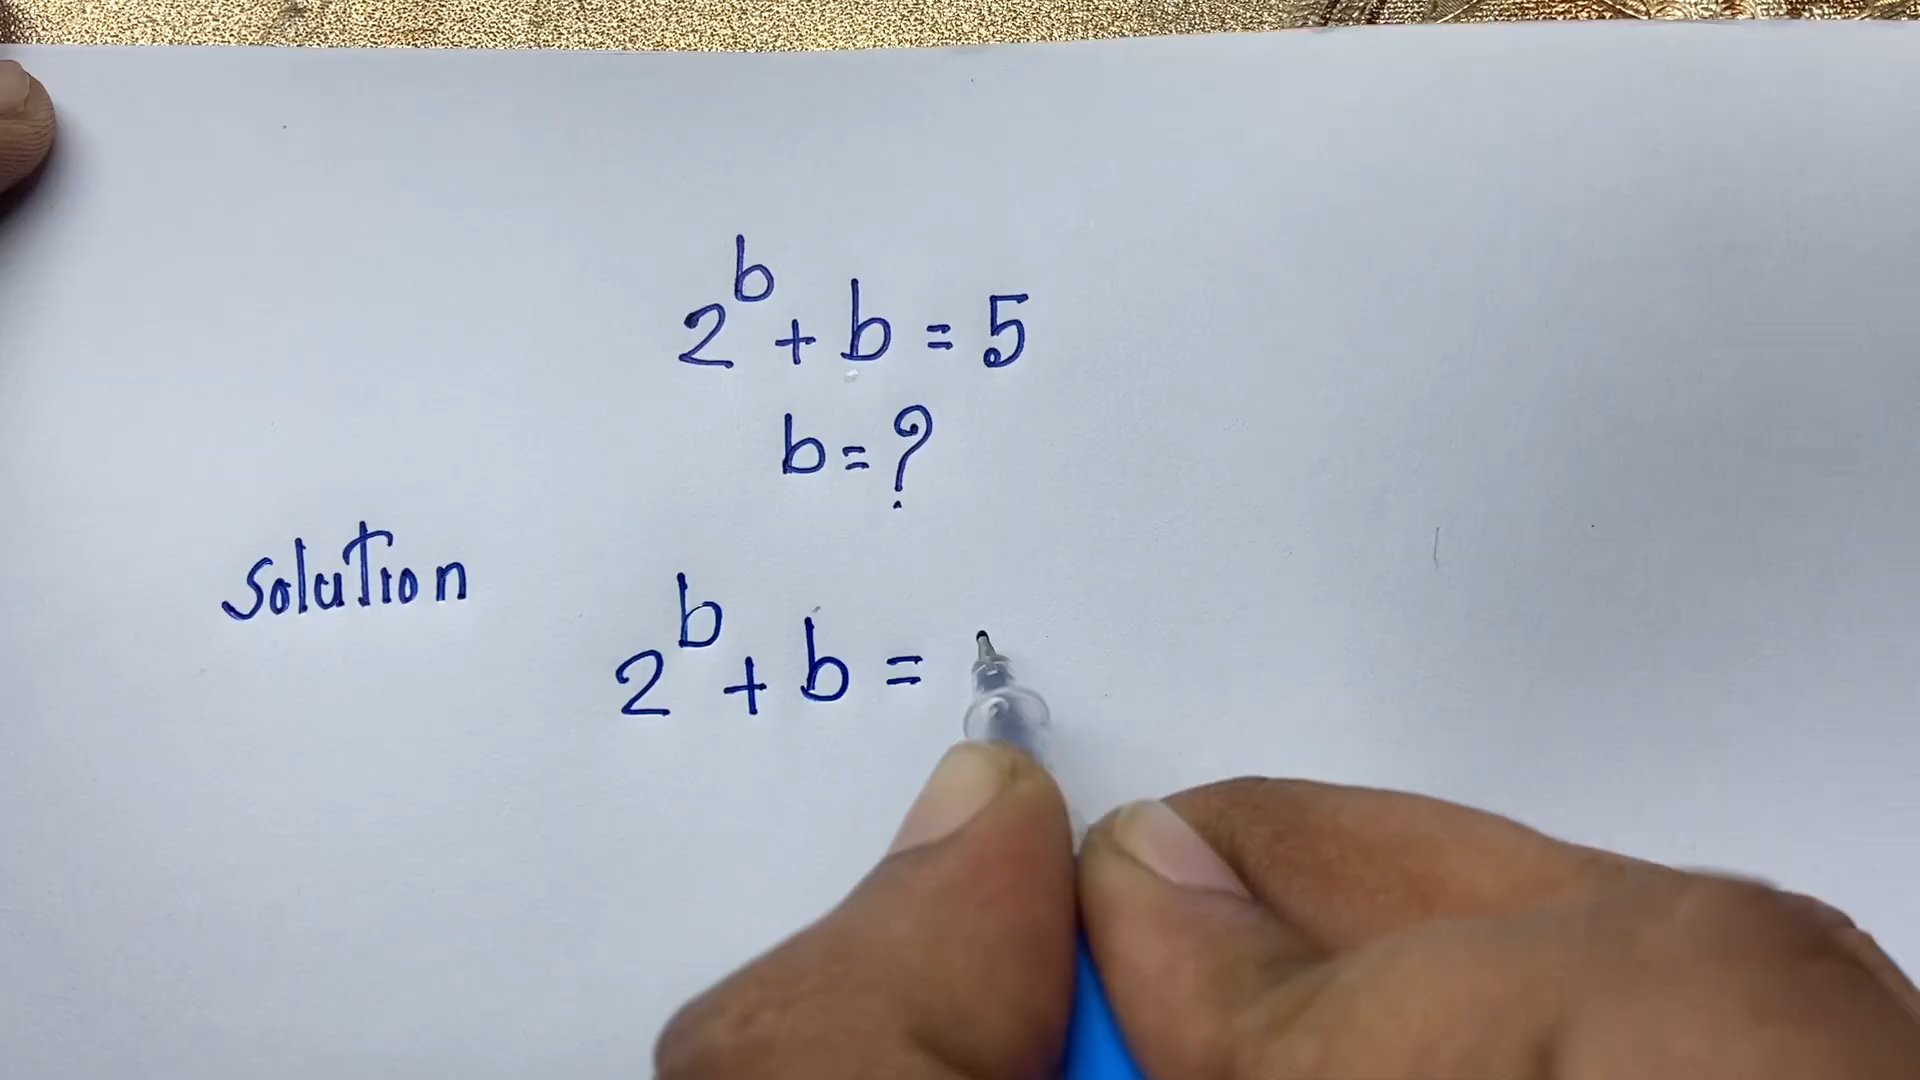 2^b + b = 5
b = ?
Solution
2^b + b =